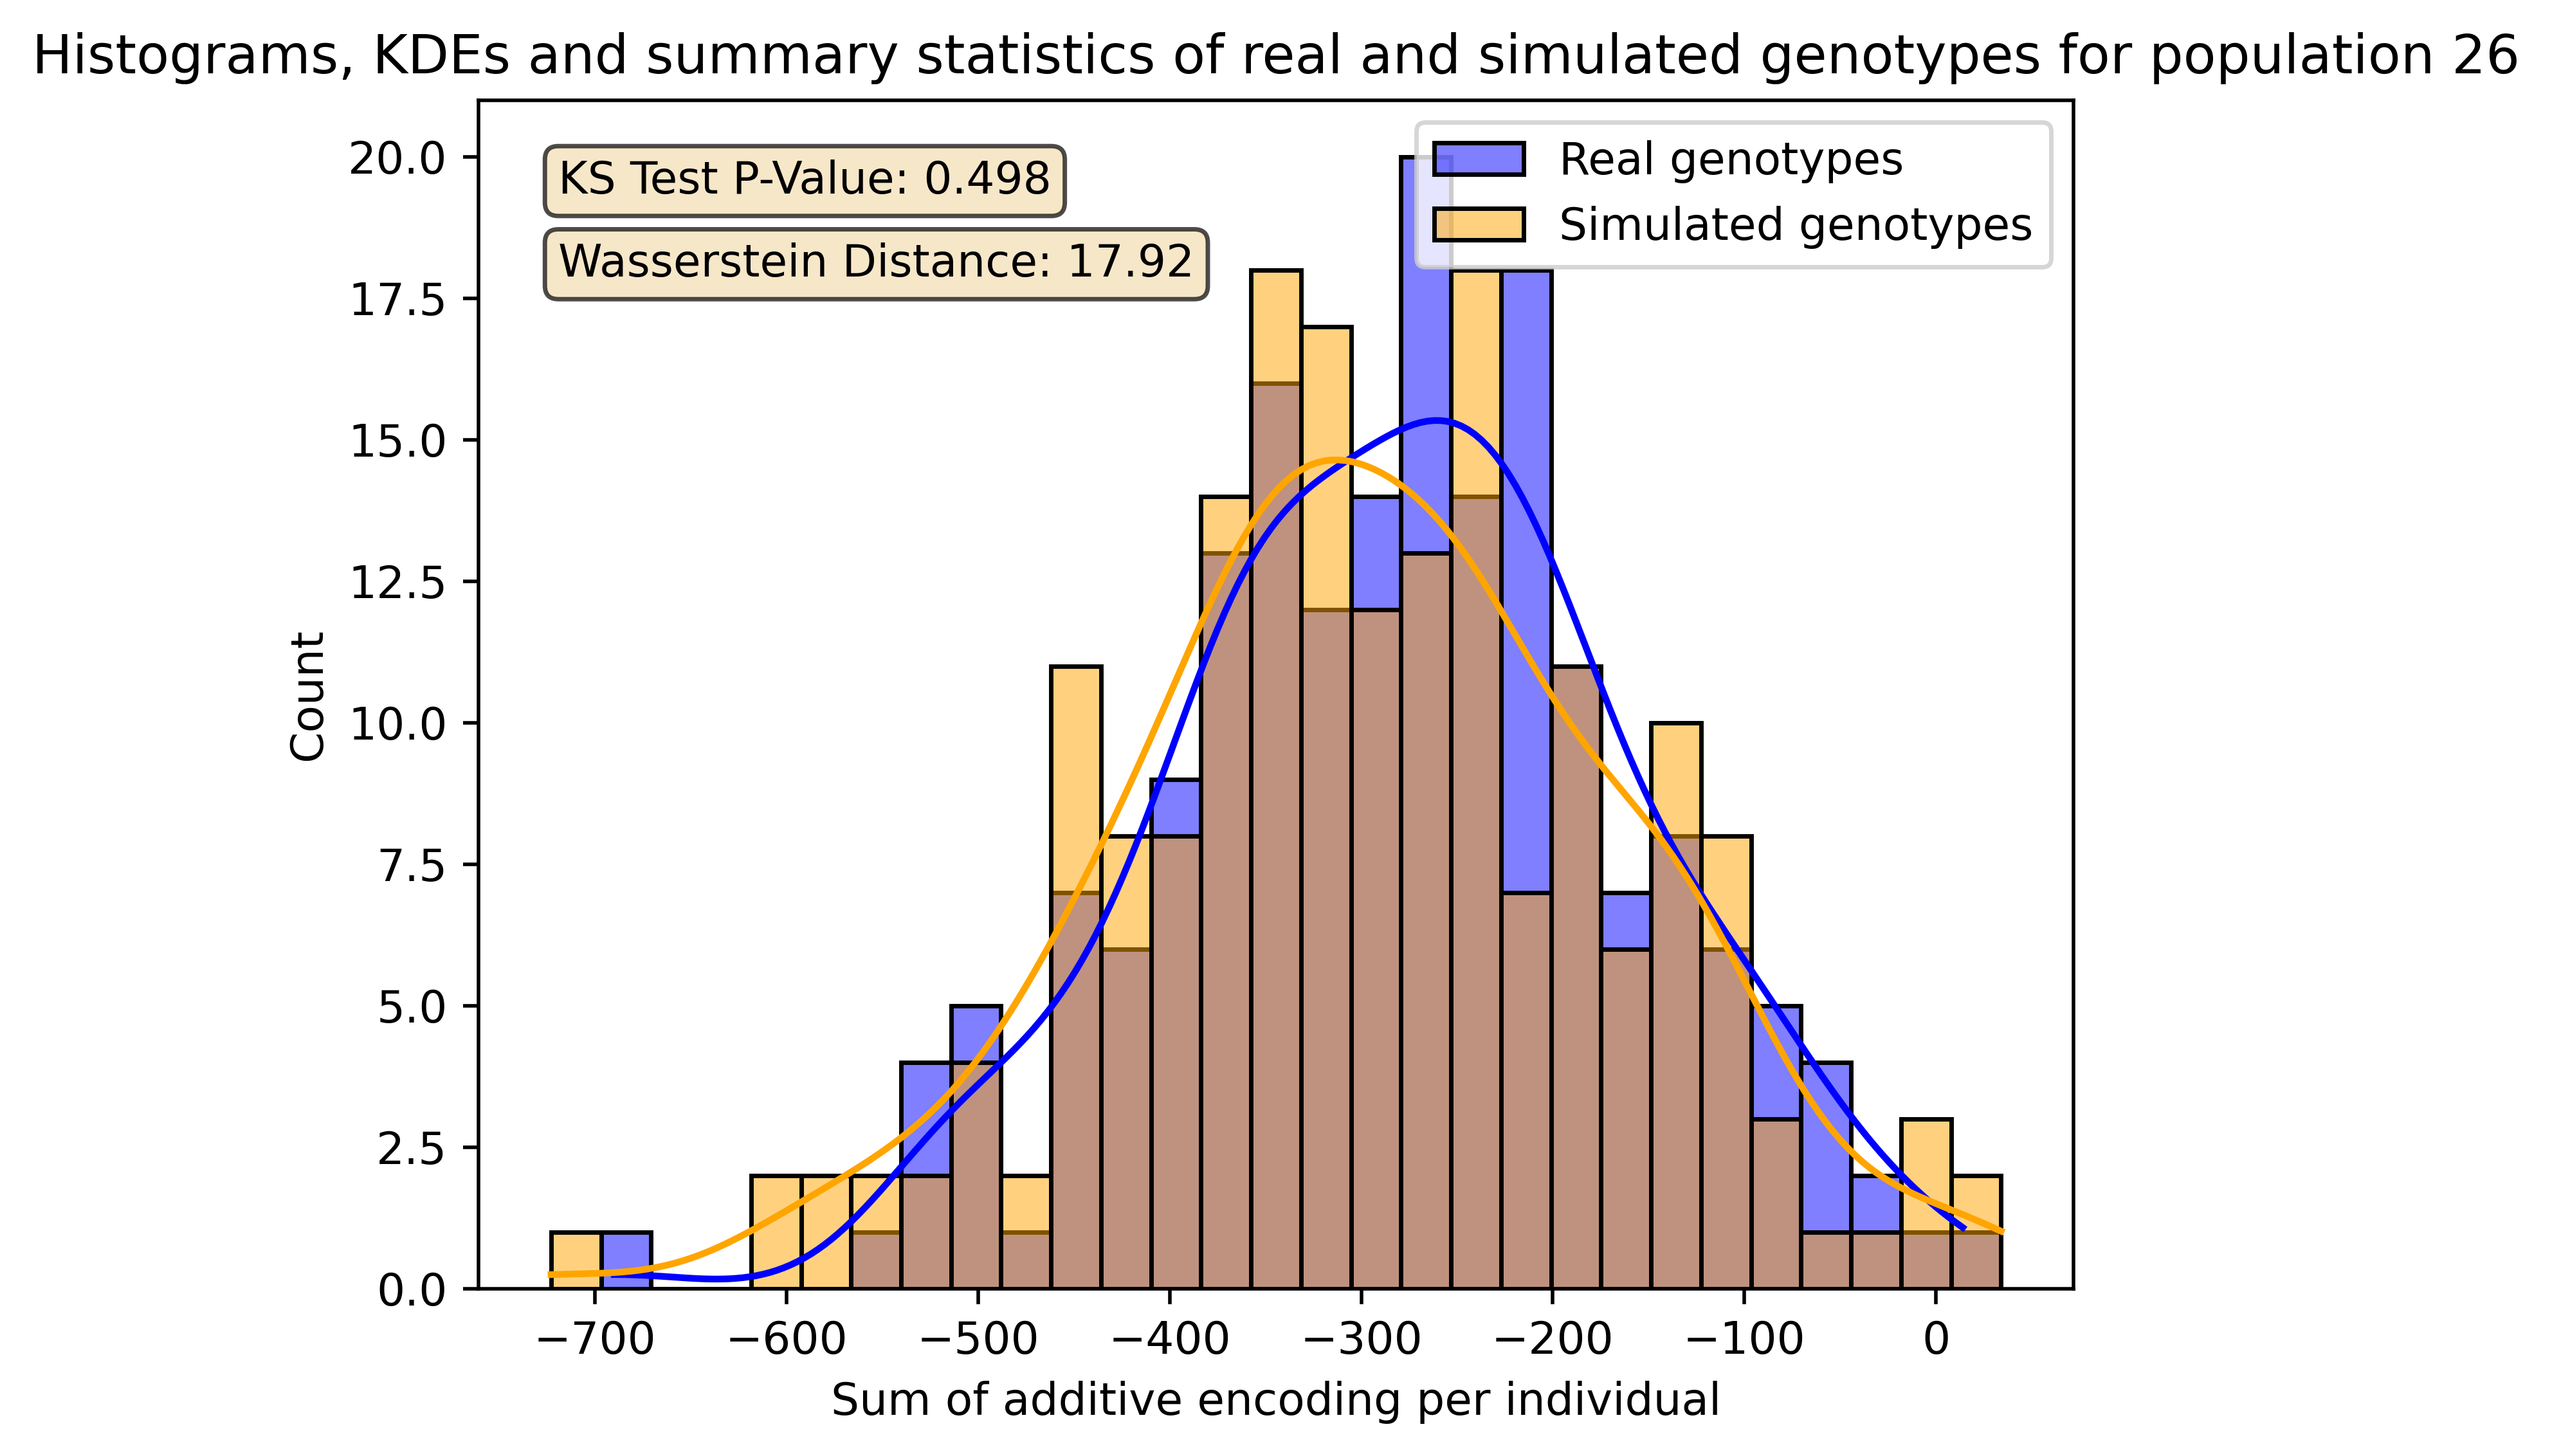 Histograms, KDEs and summary statistics of real and simulated genotypes for population 26
KS Test P-Value: 0.498
Wasserstein Distance: 17.92
Real genotypes
Simulated genotypes
20.0
17.5
15.0
12.5
10.0
7.5
5.0
2.5
0.0
Count
−700 −600 −500 −400 −300 −200 −100 0
Sum of additive encoding per individual